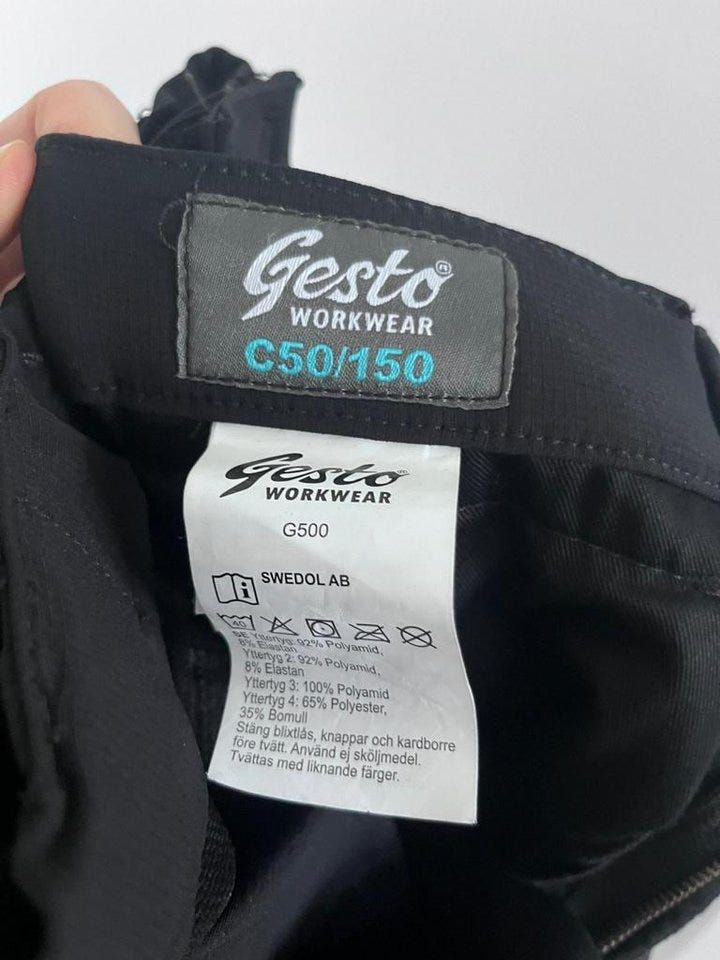 Gesto®
WORKWEAR
C50/150
Gesto®
WORKWEAR
G500
i
SWEDOL AB
40
SE Yttertyg: 92% Polyamid,
8% Elastan
Yttertyg 2: 92% Polyamid,
8% Elastan
Yttertyg 3: 100% Polyamid
Yttertyg 4: 65% Polyester,
35% Bomull
Stäng blixtlås, knappar och kardborre
före tvätt. Använd ej sköljmedel.
Tvättas med liknande färger.